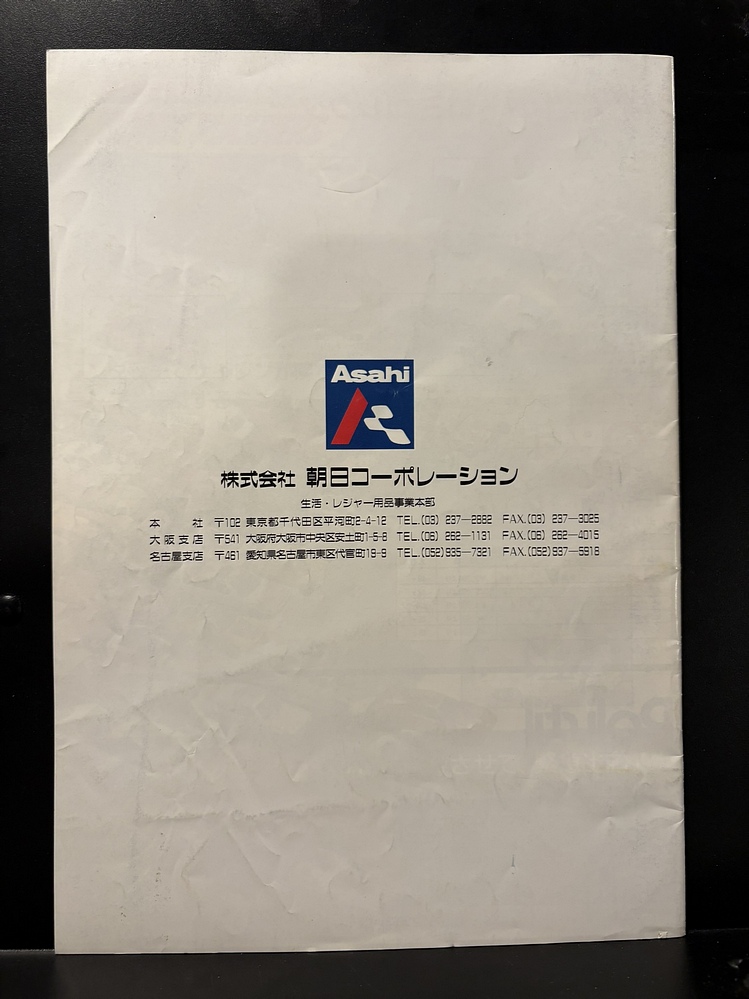 Asahi
株式会社 朝日コーポレーション
生活・レジャー用品事業本部
本 社 〒102 東京都千代田区平河町2-4-12 TEL.(03) 237-2882 FAX.(03) 237-3025
大阪支店 〒541 大阪府大阪市中央区安土町1-5-8 TEL.(06) 262-1131 FAX.(06) 262-4015
名古屋支店 〒461 愛知県名古屋市東区代官町19-9 TEL.(052)935-7321 FAX.(052)937-5918